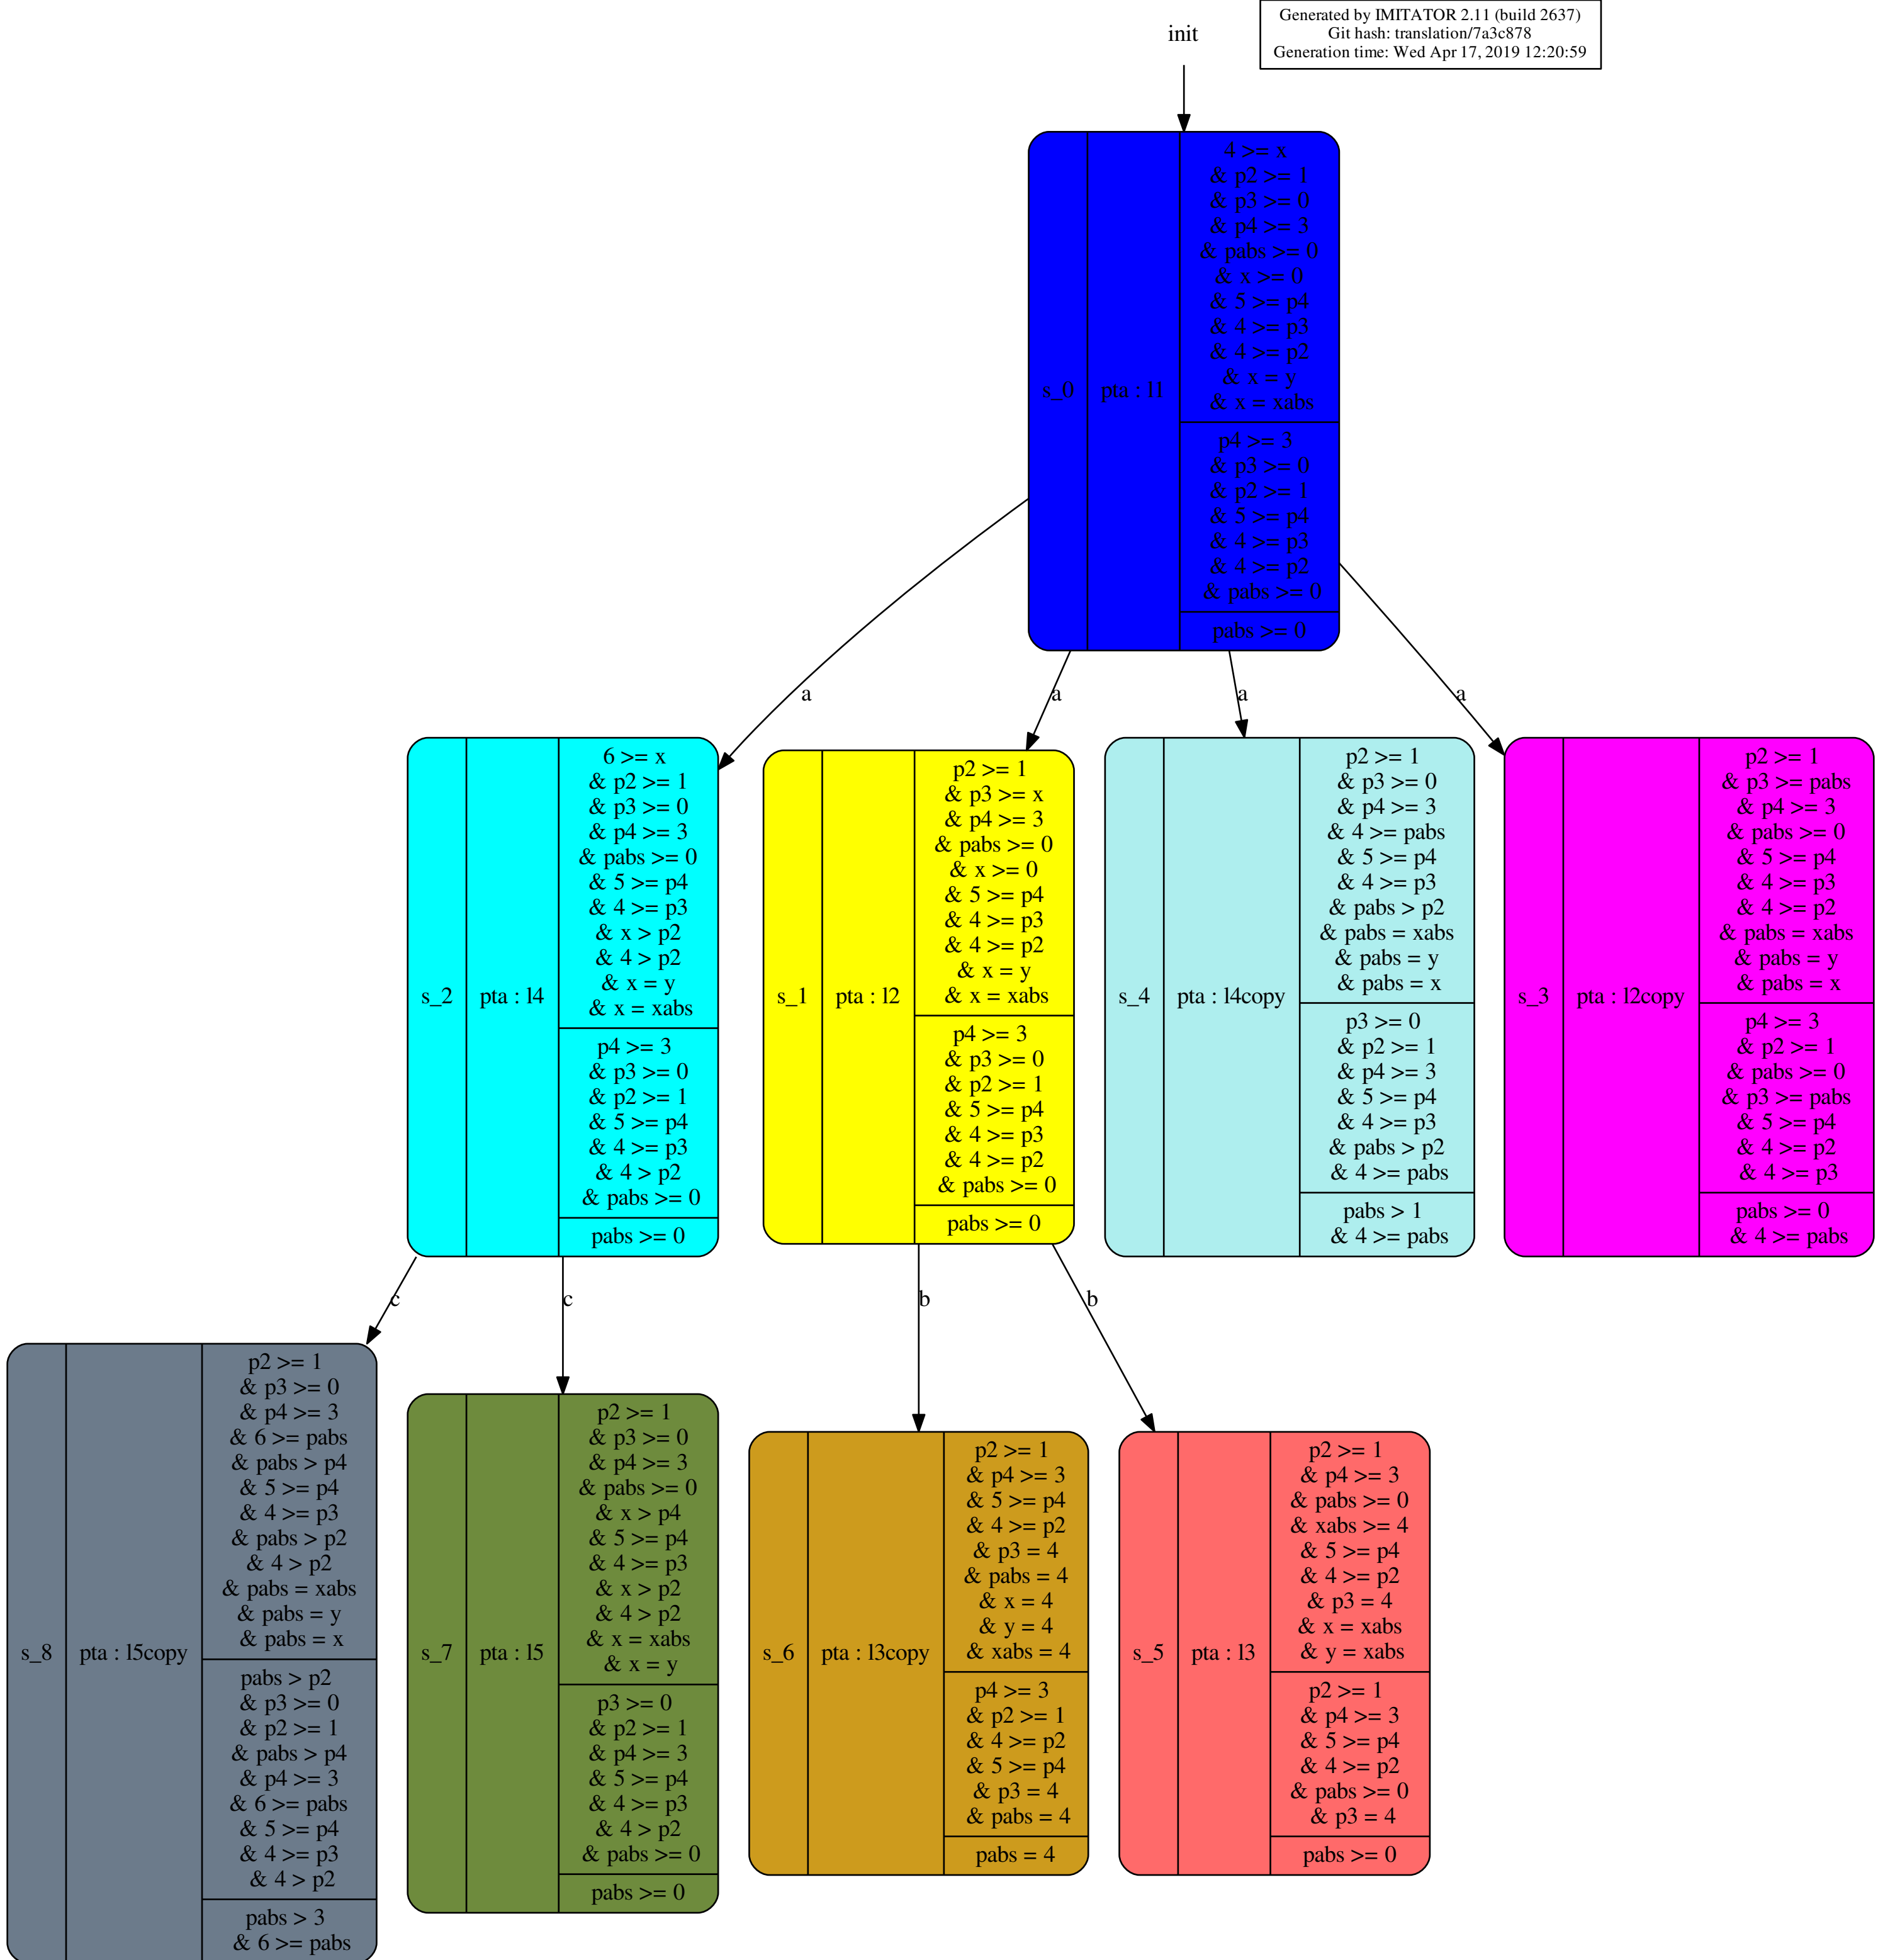 init
Generated by IMITATOR 2.11 (build 2637)
Git hash: translation/7a3c878
Generation time: Wed Apr 17, 2019 12:20:59
s_0
pta : l1
4 >= x
& p2 >= 1
& p3 >= 0
& p4 >= 3
& pabs >= 0
& x >= 0
& 5 >= p4
& 4 >= p3
& 4 >= p2
& x = y
& x = xabs
p4 >= 3
& p3 >= 0
& p2 >= 1
& 5 >= p4
& 4 >= p3
& 4 >= p2
& pabs >= 0
pabs >= 0
a
a
a
a
s_2
pta : l4
6 >= x
& p2 >= 1
& p3 >= 0
& p4 >= 3
& pabs >= 0
& 5 >= p4
& 4 >= p3
& x > p2
& 4 > p2
& x = y
& x = xabs
p4 >= 3
& p3 >= 0
& p2 >= 1
& 5 >= p4
& 4 >= p3
& 4 > p2
& pabs >= 0
pabs >= 0
s_1
pta : l2
p2 >= 1
& p3 >= x
& p4 >= 3
& pabs >= 0
& x >= 0
& 5 >= p4
& 4 >= p3
& 4 >= p2
& x = y
& x = xabs
p4 >= 3
& p3 >= 0
& p2 >= 1
& 5 >= p4
& 4 >= p3
& 4 >= p2
& pabs >= 0
pabs >= 0
s_4
pta : l4copy
p2 >= 1
& p3 >= 0
& p4 >= 3
& 4 >= pabs
& 5 >= p4
& 4 >= p3
& pabs > p2
& pabs = xabs
& pabs = y
& pabs = x
p3 >= 0
& p2 >= 1
& p4 >= 3
& 5 >= p4
& 4 >= p3
& pabs > p2
& 4 >= pabs
pabs > 1
& 4 >= pabs
s_3
pta : l2copy
p2 >= 1
& p3 >= pabs
& p4 >= 3
& pabs >= 0
& 5 >= p4
& 4 >= p3
& 4 >= p2
& pabs = xabs
& pabs = y
& pabs = x
p4 >= 3
& p2 >= 1
& pabs >= 0
& p3 >= pabs
& 5 >= p4
& 4 >= p2
& 4 >= p3
pabs >= 0
& 4 >= pabs
c
c
b
b
s_8
pta : l5copy
p2 >= 1
& p3 >= 0
& p4 >= 3
& 6 >= pabs
& pabs > p4
& 5 >= p4
& 4 >= p3
& pabs > p2
& 4 > p2
& pabs = xabs
& pabs = y
& pabs = x
pabs > p2
& p3 >= 0
& p2 >= 1
& pabs > p4
& p4 >= 3
& 6 >= pabs
& 5 >= p4
& 4 >= p3
& 4 > p2
pabs > 3
& 6 >= pabs
s_7
pta : l5
p2 >= 1
& p3 >= 0
& p4 >= 3
& pabs >= 0
& x > p4
& 5 >= p4
& 4 >= p3
& x > p2
& 4 > p2
& x = xabs
& x = y
p3 >= 0
& p2 >= 1
& p4 >= 3
& 5 >= p4
& 4 >= p3
& 4 > p2
& pabs >= 0
pabs >= 0
s_6
pta : l3copy
p2 >= 1
& p4 >= 3
& 5 >= p4
& 4 >= p2
& p3 = 4
& pabs = 4
& x = 4
& y = 4
& xabs = 4
p4 >= 3
& p2 >= 1
& 4 >= p2
& 5 >= p4
& p3 = 4
& pabs = 4
pabs = 4
s_5
pta : l3
p2 >= 1
& p4 >= 3
& pabs >= 0
& xabs >= 4
& 5 >= p4
& 4 >= p2
& p3 = 4
& x = xabs
& y = xabs
p2 >= 1
& p4 >= 3
& 5 >= p4
& 4 >= p2
& pabs >= 0
& p3 = 4
pabs >= 0